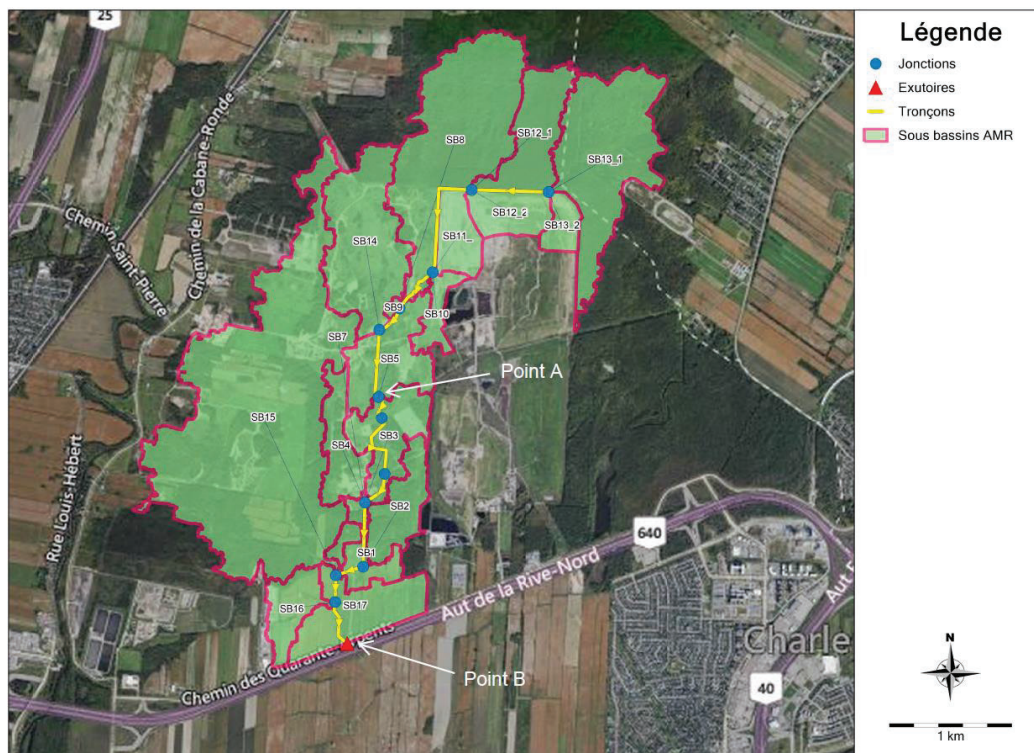 25
Chemin de la Cabane-Ronde
Chemin Saint-Pierre
Rue Louis-Hébert
SB8
SB12_1
SB13_1
SB12_2
SB13_2
SB11_
SB14
SB9
SB10
SB7
SB5
Point A
SB15
SB3
SB4
SB2
SB1
SB16
SB17
640
Aut de la Rive-Nord
Chemin des Quarante-Arpents
Point B
Charle
40
Légende
Jonctions
Exutoires
Tronçons
Sous bassins AMR
N
1 km